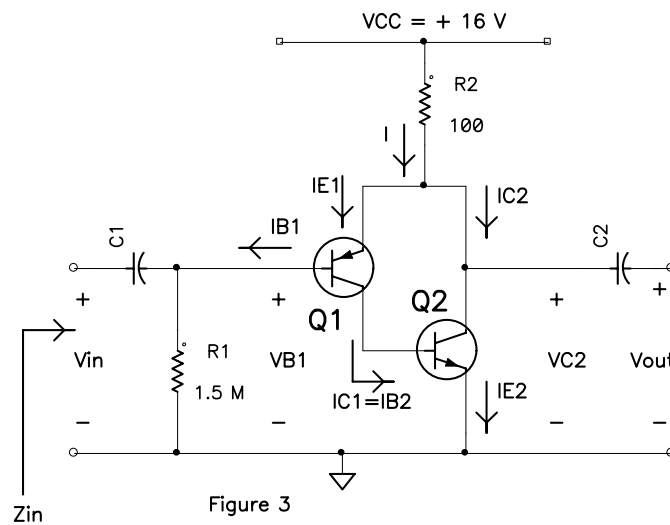 VCC = + 16 V
R2
100
I
IE1
IC2
IB1
C1
C2
+
+
+
+
Q1
Q2
R1
1.5 M
Vin
VB1
VC2
Vout
IC1=IB2
IE2
−
−
−
−
Figure 3
Zin